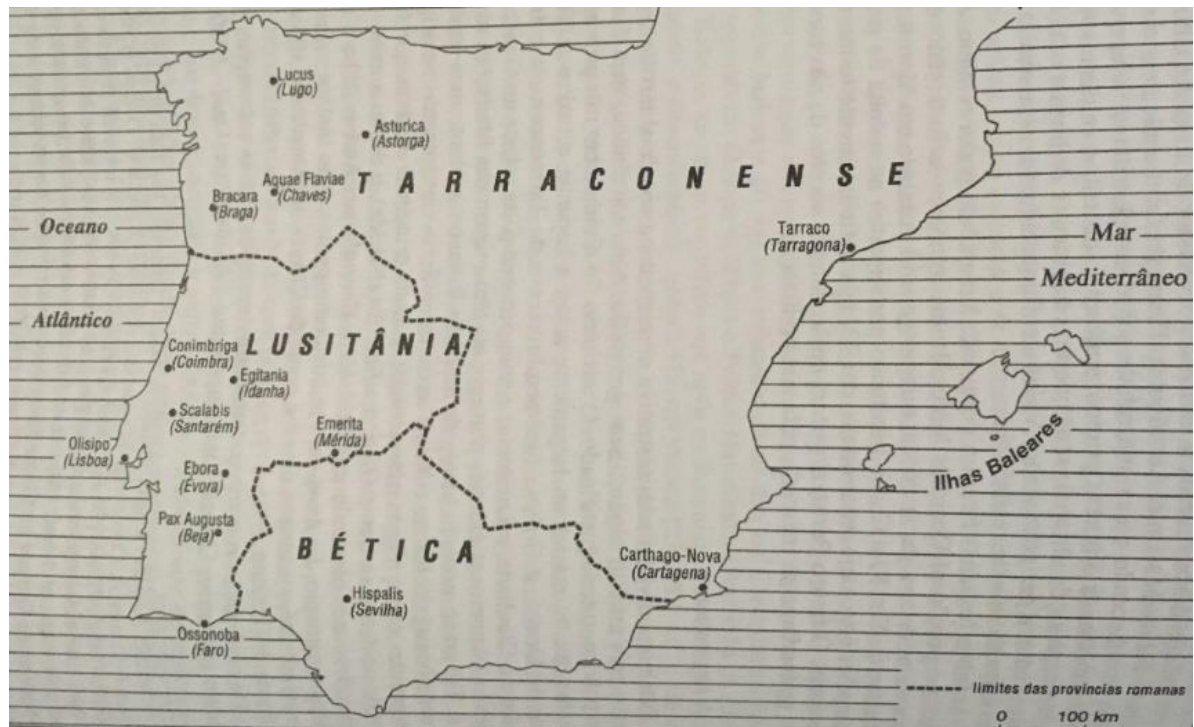 Lucus
(Lugo)
Asturica
(Astorga)
Aquae Flaviae
(Chaves)
Bracara
(Braga)
TARRACONENSE
Oceano
Atlântico
Tarraco
(Tarragona)
Mar
Mediterrâneo
LUSITÂNIA
Conimbriga
(Coimbra)
Egitania
(Idanha)
Scalabis
(Santarém)
Emerita
(Mérida)
Olisipo
(Lisboa)
Ebora
(Évora)
Pax Augusta
(Beja)
Ilhas Baleares
BÉTICA
Carthago-Nova
(Cartagena)
Hispalis
(Sevilha)
Ossonoba
(Faro)
limites das províncias romanas
0 100 km